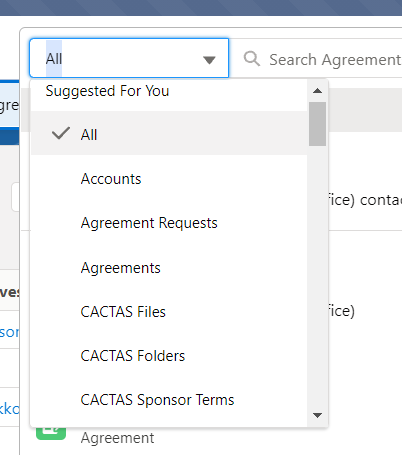 All
Search Agreement
Suggested For You
All
Accounts
Agreement Requests
Agreements
CACTAS Files
CACTAS Folders
CACTAS Sponsor Terms
Agreement